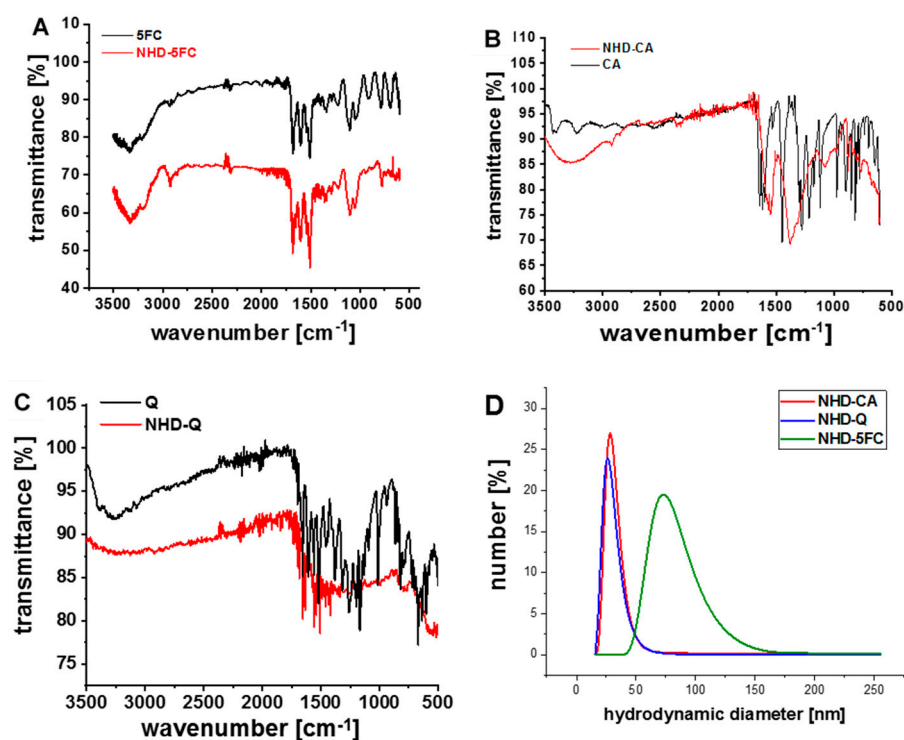 A
5FC
NHD-5FC
transmittance [%]
10
90
80
70
60
50
40
3500 3000 2500 2000 1500 1000 500
wavenumber [cm-1]
B
NHD-CA
CA
transmittance [%]
110
105
100
95
90
85
80
75
70
65
60
3500 3000 2500 2000 1500 1000 500
wavenumber [cm-1]
C
Q
NHD-Q
transmittance [%]
105
100
95
90
85
80
75
3500 3000 2500 2000 1500 1000 500
wavenumber [cm-1]
D
NHD-CA
NHD-Q
NHD-5FC
number [%]
30
25
20
15
10
5
0
0 50 100 150 200 250
hydrodynamic diameter [nm]